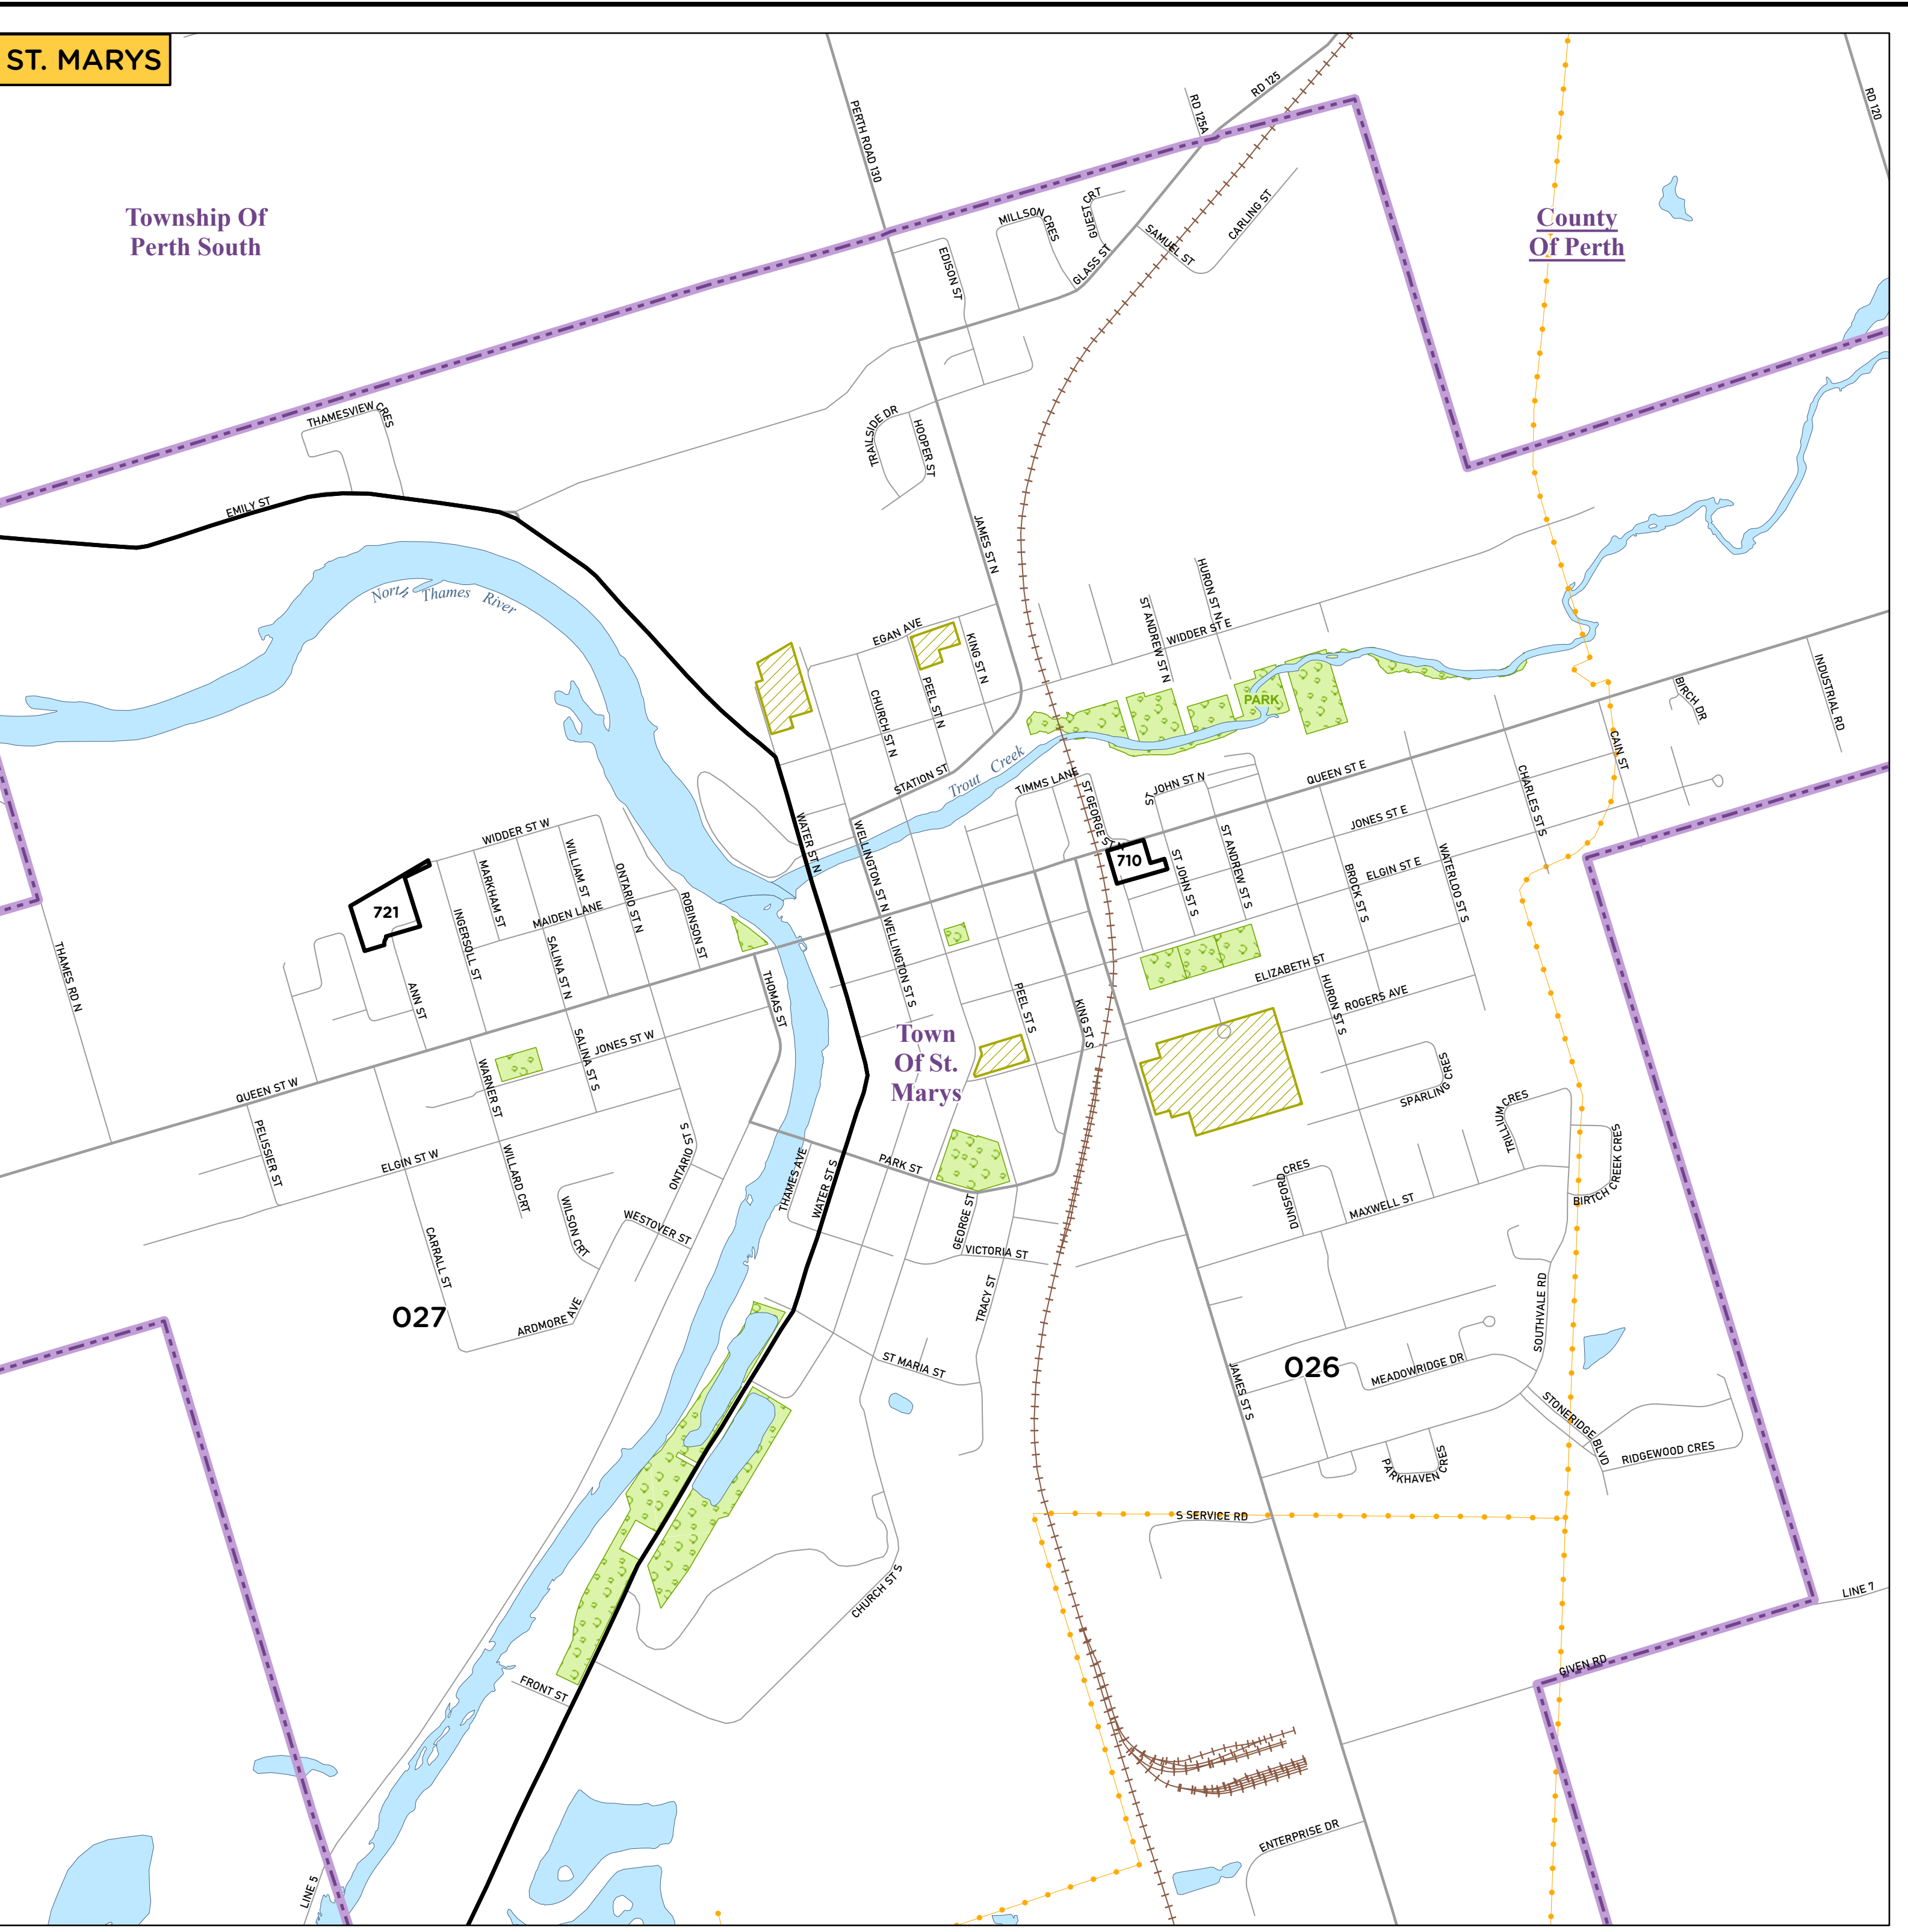 ST. MARYS
PERTH ROAD 130
RD 125
RD 125A
RD 120
Township Of
Perth South
County
Of Perth
MILLSON
CRES
GUEST
CRT
EDISON ST
GLASS ST
SAMUEL ST
CARLING ST
THAMESVIEW
CRES
TRAILSIDE DR
HOOPER ST
EMILY ST
JAMES ST N
North Thames River
HURON ST N
ST ANDREW ST N
WIDDER ST E
EGAN AVE
KING ST N
PEEL ST N
CHURCH ST N
PARK
BIRCH DR
INDUSTRIAL RD
CAIN ST
STATION ST
Trout Creek
TIMMS LANE
ST GEORGE ST N
ST JOHN ST N
QUEEN ST E
CHARLES ST S
JONES ST E
WIDDER ST W
WATER ST N
WELLINGTON ST N
WILLIAM ST
MARKHAM ST
ONTARIO ST N
710
ST JOHN ST S
ST ANDREW ST S
ELGIN ST E
BROCK ST S
WATERLOO ST S
721
INGERSOLL ST
MAIDEN LANE
ROBINSON ST
SALINA ST N
WELLINGTON ST S
THAMES RD N
ANN ST
THOMAS ST
PEEL ST S
KING ST S
ELIZABETH ST
HURON ST S
ROGERS AVE
Town
Of St.
Marys
SALINA ST S
JONES ST W
WARNER ST
QUEEN ST W
PELISSIER ST
ELGIN ST W
WILLARD CRT
ONTARIO ST S
SPARLING
CRES
TRILLIUM
CRES
BIRTCH CREEK CRES
THAMES AVE
WATER ST S
PARK ST
GEORGE ST
VICTORIA ST
DUNSFORD
CRES
MAXWELL ST
WILSON CRT
WESTOVER ST
CARRALL ST
027
ARDMORE AVE
TRACY ST
ST MARIA ST
SOUTHVALE RD
026
MEADOWRIDGE DR
JAMES ST S
STONERIDGE BLVD
RIDGEWOOD CRES
PARKHAVEN
CRES
S SERVICE RD
CHURCH ST S
LINE 7
GIVEN RD
FRONT ST
ENTERPRISE DR
LINE 5